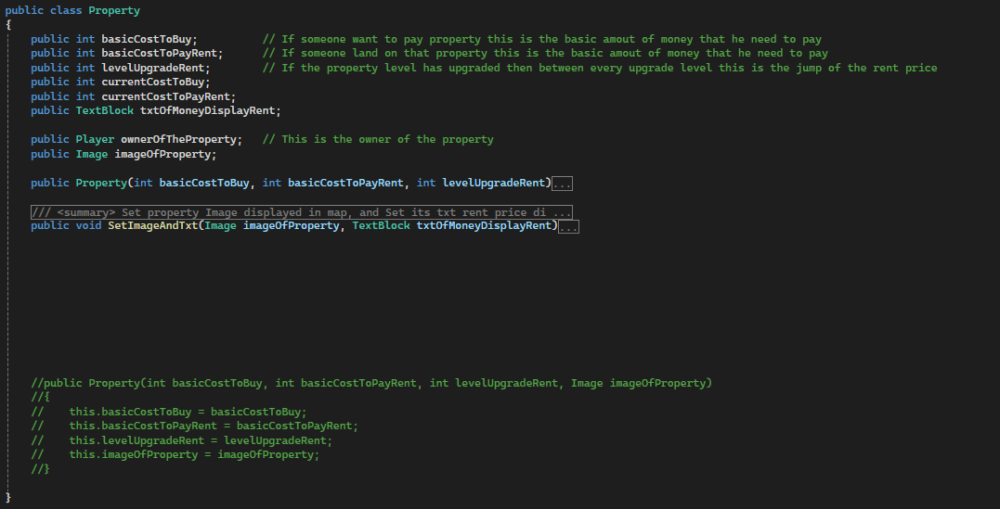 public class Property
{
    public int basicCostToBuy;          // If someone want to pay property this is the basic amout of money that he need to pay
    public int basicCostToPayRent;      // If someone land on that property this is the basic amout of money that he need to pay
    public int levelUpgradeRent;        // If the property level has upgraded then between every upgrade level this is the jump of the rent price
    public int currentCostToBuy;
    public int currentCostToPayRent;
    public TextBlock txtOfMoneyDisplayRent;
    public Player ownerOfTheProperty;   // This is the owner of the property
    public Image imageOfProperty;
    public Property(int basicCostToBuy, int basicCostToPayRent, int levelUpgradeRent)...
    /// <summary> Set property Image displayed in map, and Set its txt rent price di ...
    public void SetImageAndTxt(Image imageOfProperty, TextBlock txtOfMoneyDisplayRent)...
    //public Property(int basicCostToBuy, int basicCostToPayRent, int levelUpgradeRent, Image imageOfProperty)
    //{
    //    this.basicCostToBuy = basicCostToBuy;
    //    this.basicCostToPayRent = basicCostToPayRent;
    //    this.levelUpgradeRent = levelUpgradeRent;
    //    this.imageOfProperty = imageOfProperty;
    //}
}